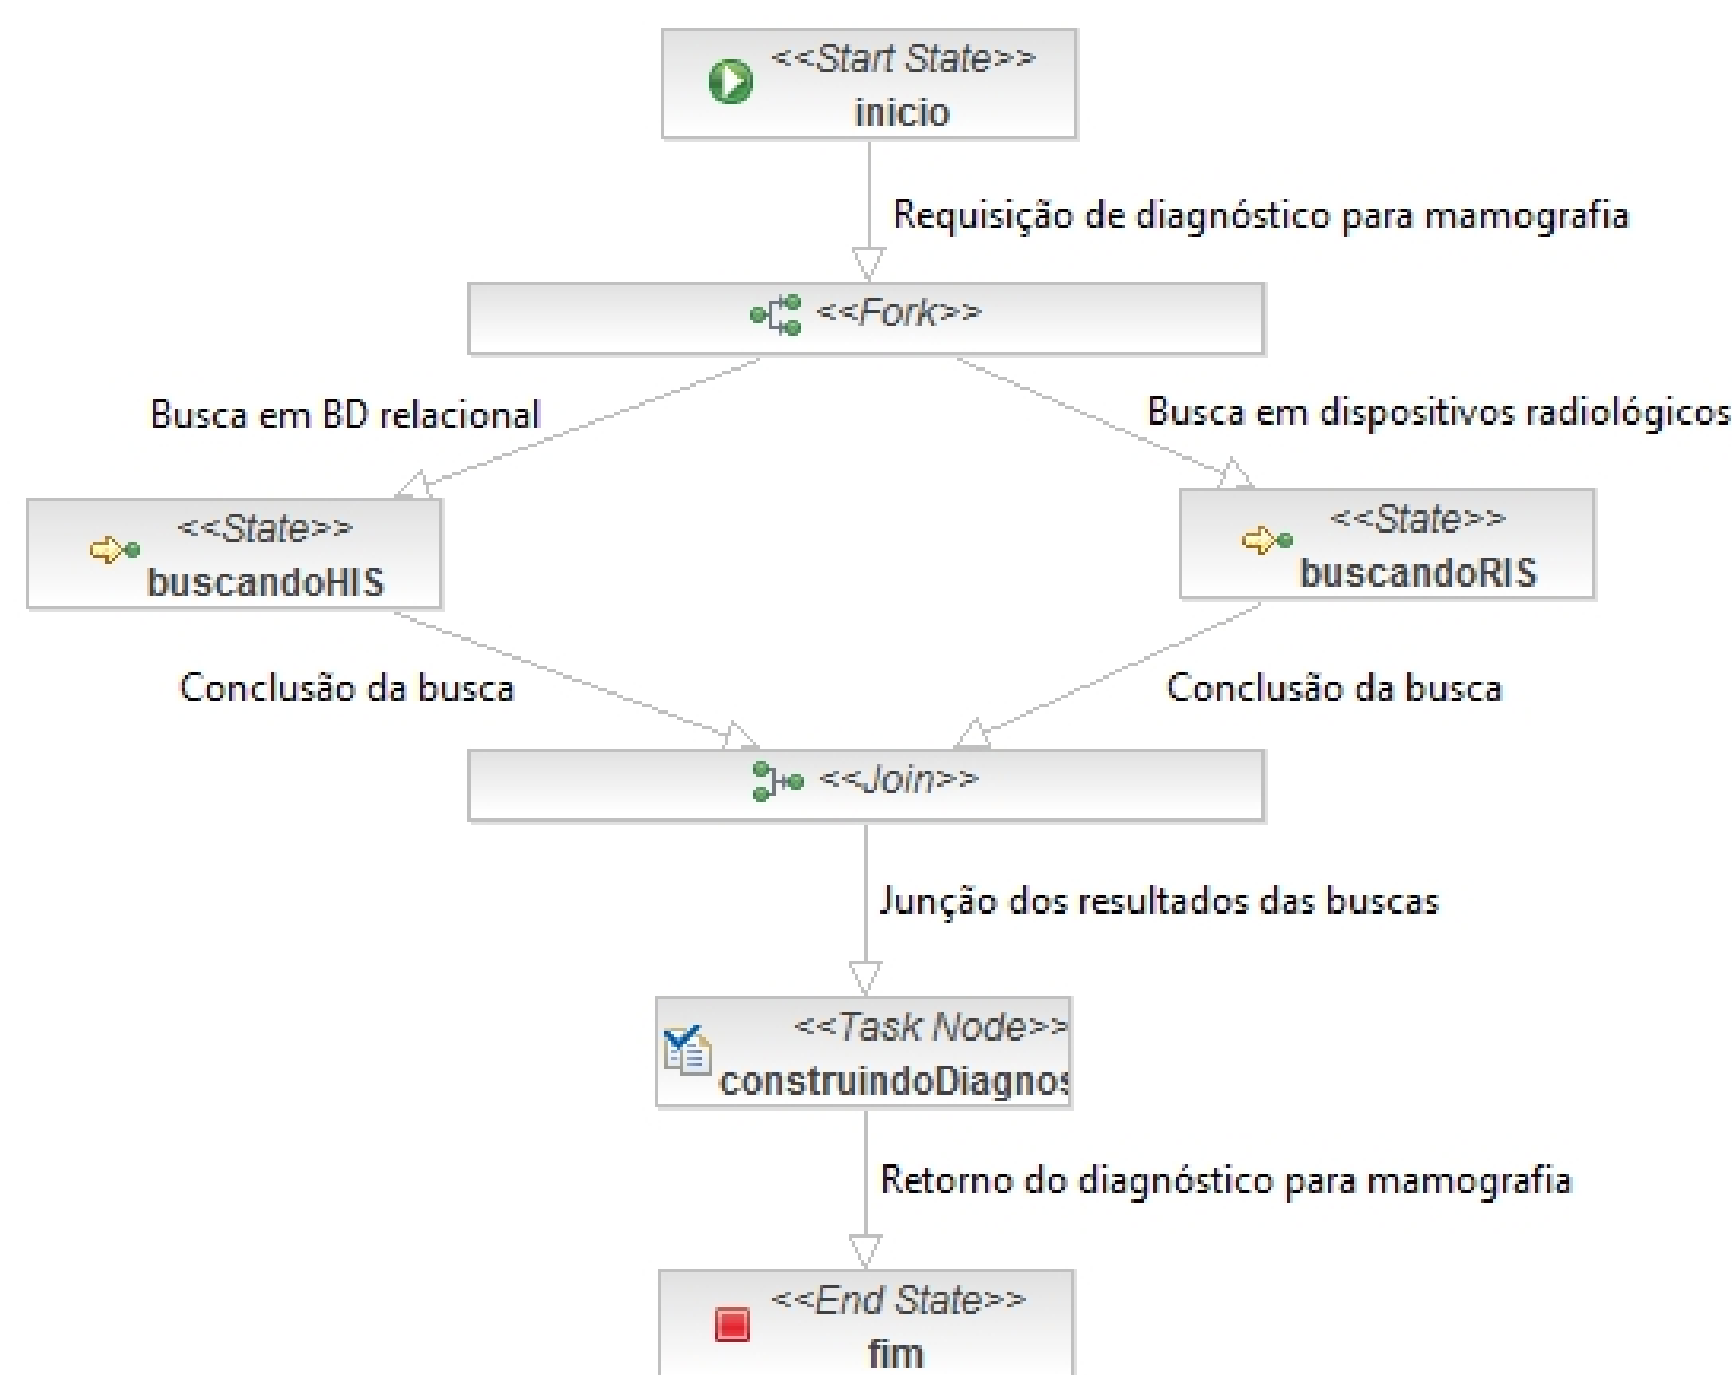 <<Start State>>
inicio
Requisição de diagnóstico para mamografia
<<Fork>>
Busca em BD relacional
Busca em dispositivos radiológicos
<<State>>
buscandoHIS
<<State>>
buscandoRIS
Conclusão da busca
Conclusão da busca
<<Join>>
Junção dos resultados das buscas
<<Task Node>>
construindoDiagnos
Retorno do diagnóstico para mamografia
<<End State>>
fim